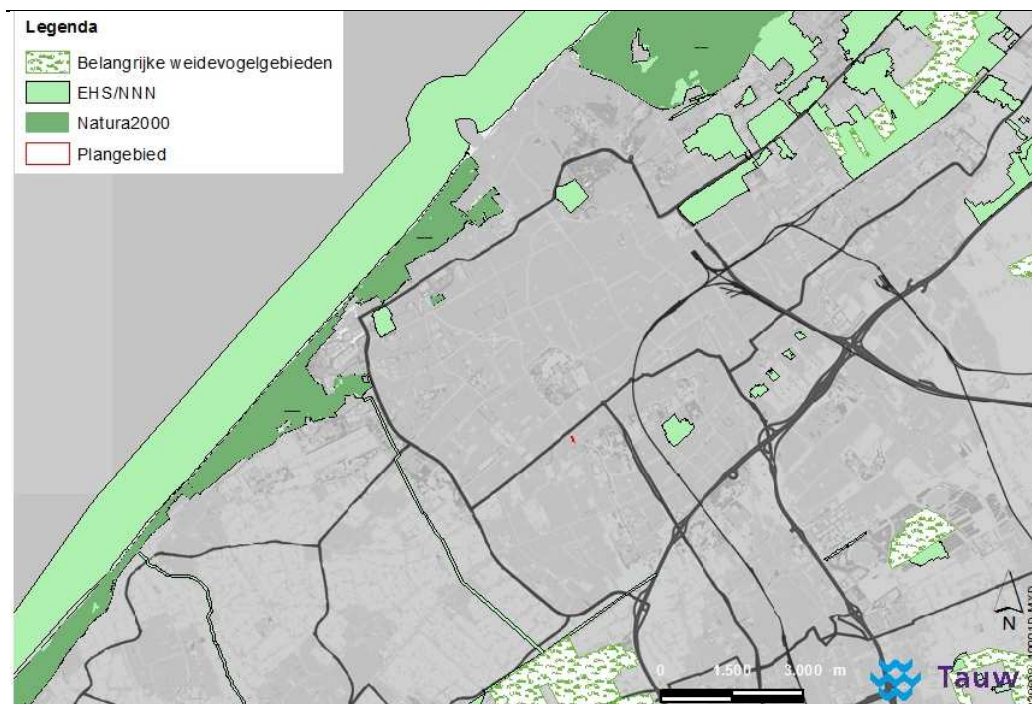 Legenda
Belangrijke weidevogelgebieden
EHS/NNN
Natura2000
Plangebied
N
0 1.500 3.000 m
Tauw